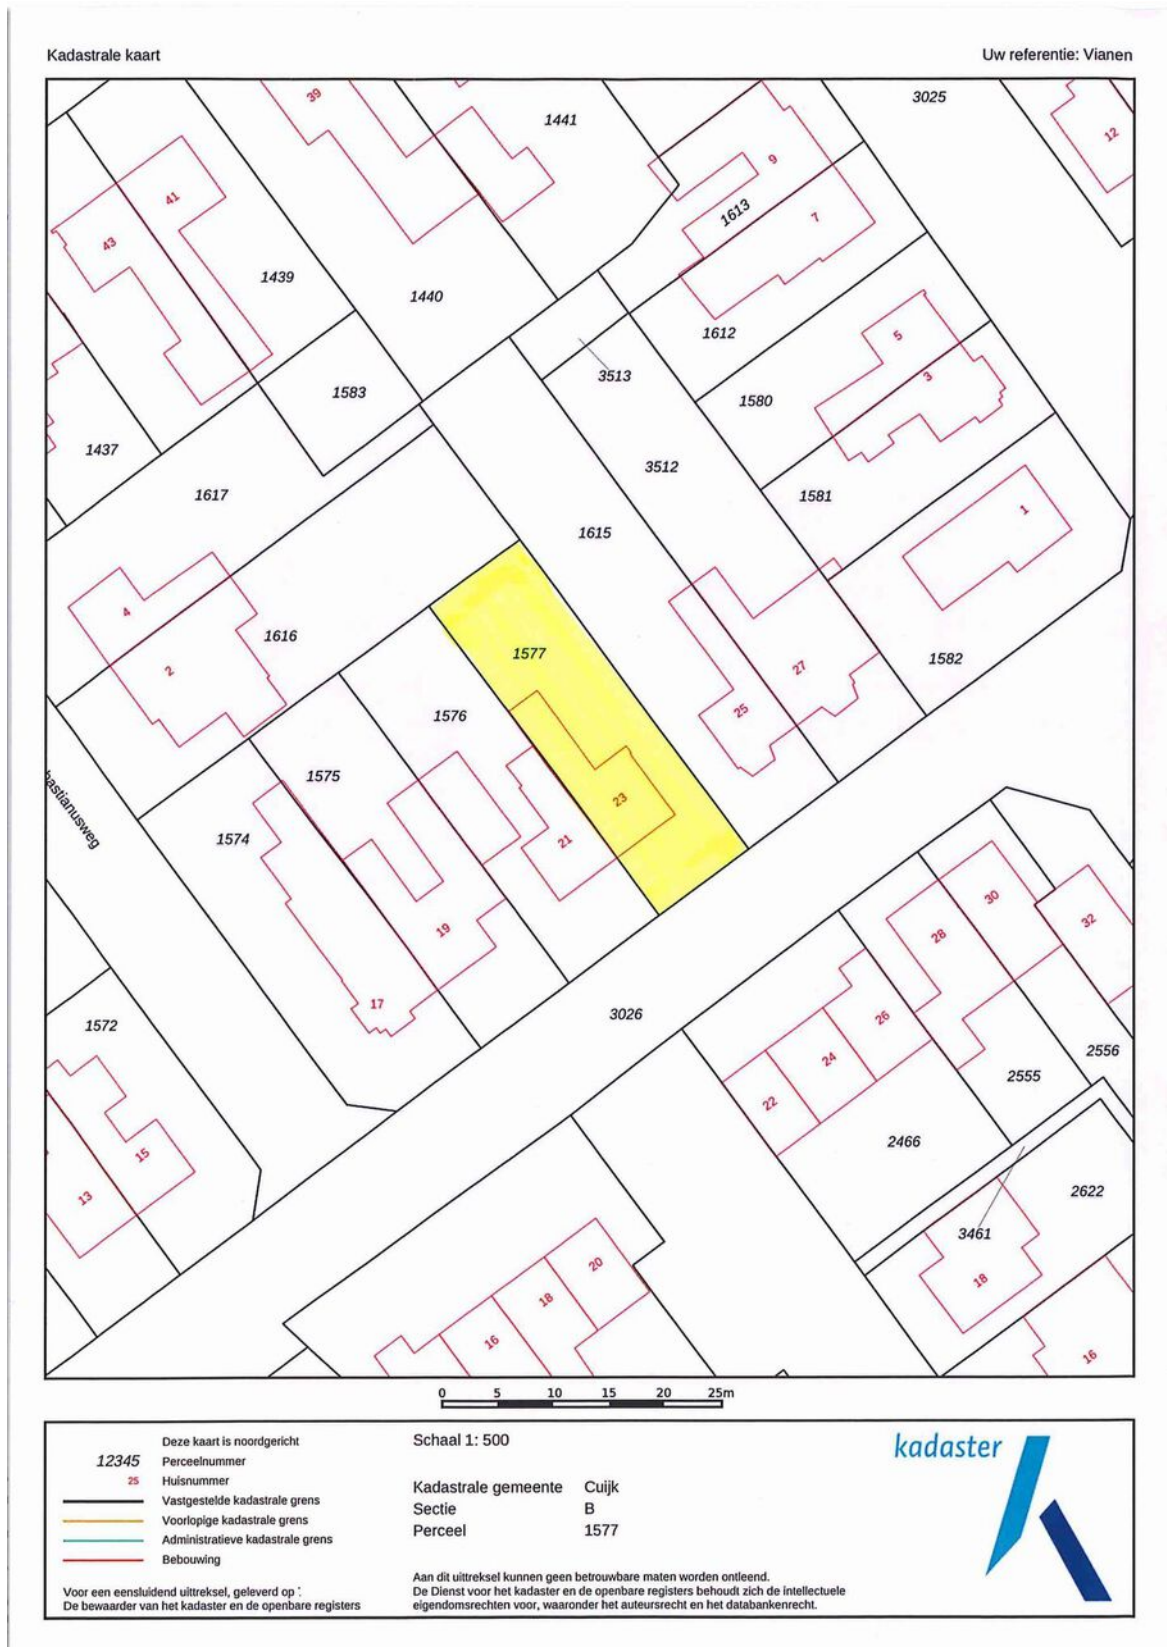 Kadastrale kaart
Uw referentie: Vianen
3025
39
1441
12
9
41
1613
7
43
1439
1440
1612
5
3513
3
1583
1580
1437
3512
1617
1581
1
1615
4
1616
1577
2
1582
27
25
1576
1575
23
bastianusweg
1574
21
30
32
19
28
17
3026
26
1572
2556
24
2555
22
2466
15
2622
13
3461
20
18
18
16
16
0 5 10 15 20 25m
Deze kaart is noordgericht
12345 Perceelnummer
25 Huisnummer
Vastgestelde kadastrale grens
Voorlopige kadastrale grens
Administratieve kadastrale grens
Bebouwing
Voor een eensluidend uittreksel, geleverd op
De bewaarder van het kadaster en de openbare registers
Schaal 1: 500
Kadastrale gemeente Cuijk
Sectie B
Perceel 1577
Aan dit uittreksel kunnen geen betrouwbare maten worden ontleend.
De Dienst voor het kadaster en de openbare registers behoudt zich de intellectuele
eigendomsrechten voor, waaronder het auteursrecht en het databankenrecht.
kadaster